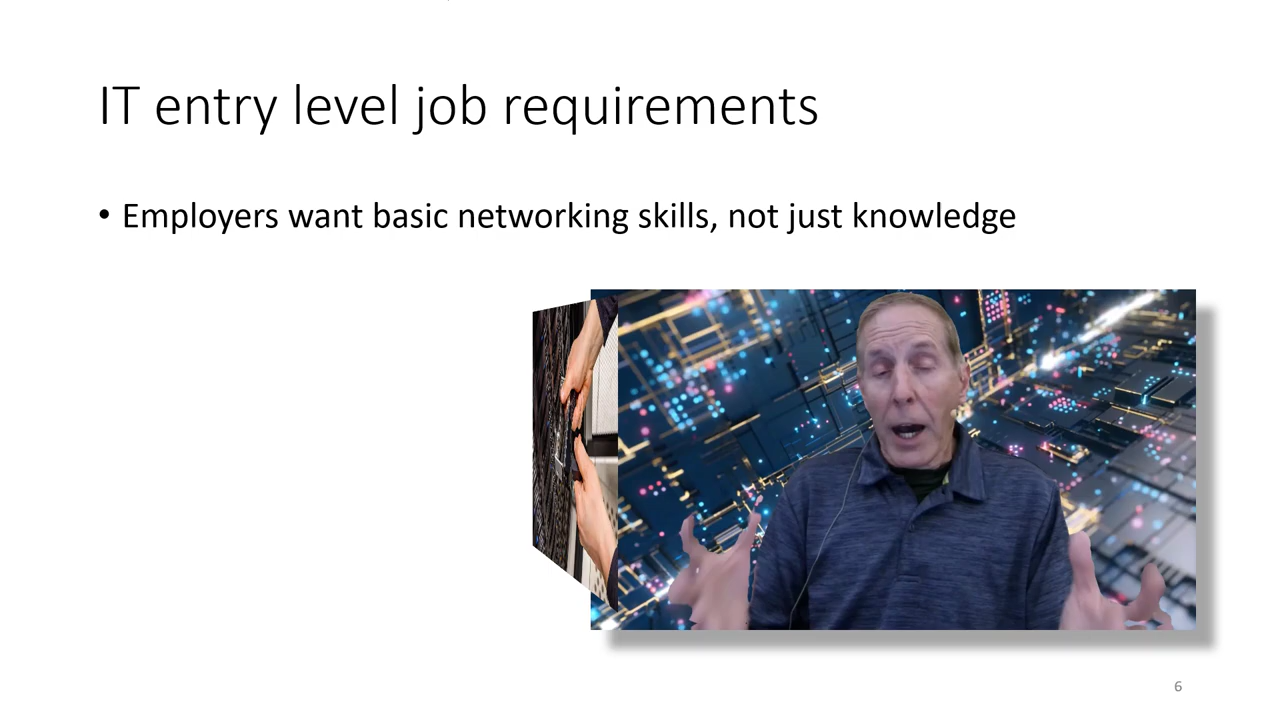 IT entry level job requirements
• Employers want basic networking skills, not just knowledge
6